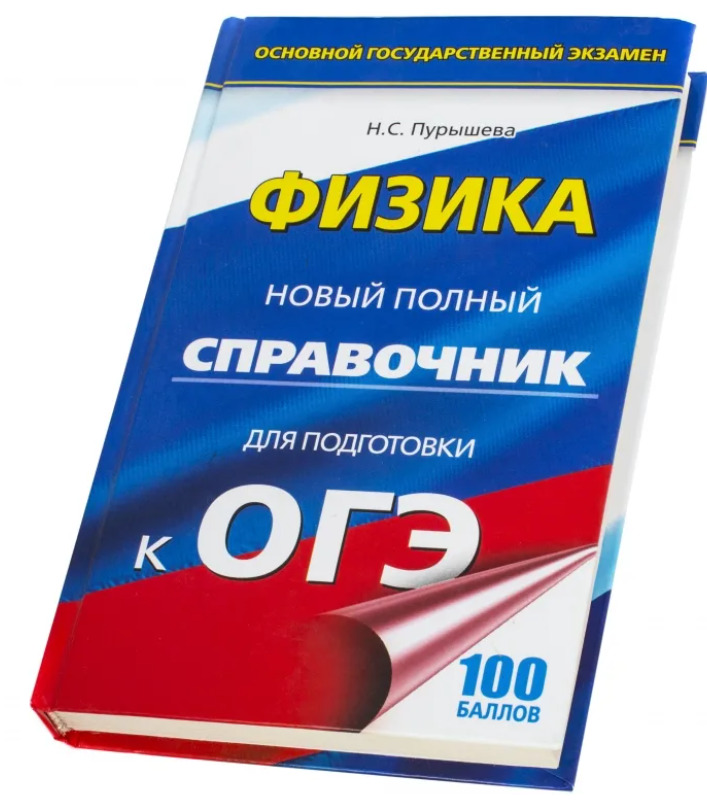 ОСНОВНОЙ ГОСУДАРСТВЕННЫЙ ЭКЗАМЕН
Н.С. Пурышева
ФИЗИКА
НОВЫЙ ПОЛНЫЙ
СПРАВОЧНИК
ДЛЯ ПОДГОТОВКИ
К ОГЭ
100
БАЛЛОВ